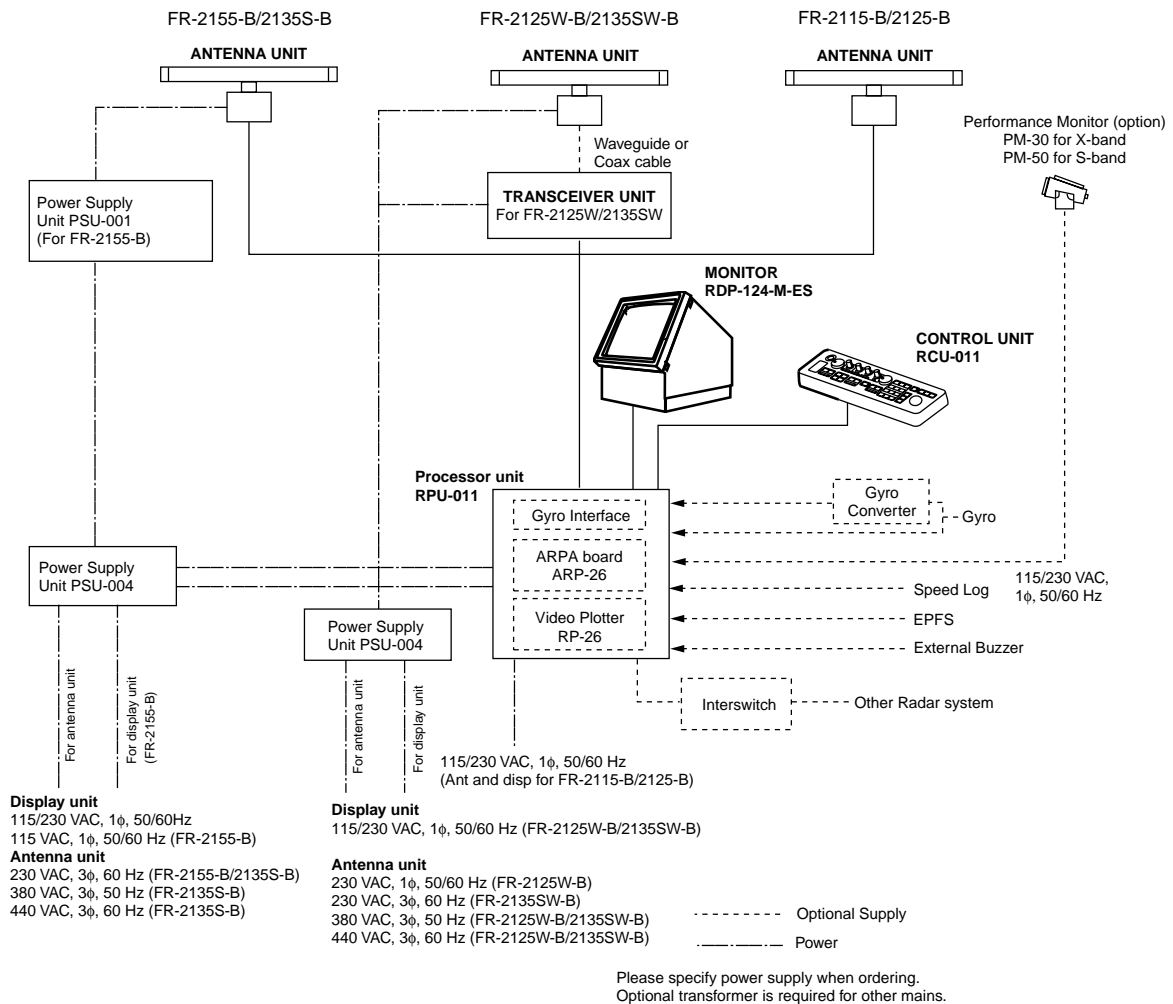 FR-2155-B/2135S-B
FR-2125W-B/2135SW-B
FR-2115-B/2125-B
ANTENNA UNIT
ANTENNA UNIT
ANTENNA UNIT
Performance Monitor (option)
PM-30 for X-band
PM-50 for S-band
Waveguide or
Coax cable
Power Supply
Unit PSU-001
(For FR-2155-B)
TRANSCEIVER UNIT
For FR-2125W/2135SW
MONITOR
RDP-124-M-ES
CONTROL UNIT
RCU-011
Processor unit
RPU-011
Gyro Interface
ARPA board
ARP-26
Video Plotter
RP-26
Gyro
Converter
Gyro
115/230 VAC,
1ϕ, 50/60 Hz
Speed Log
EPFS
External Buzzer
Interswitch
Other Radar system
Power Supply
Unit PSU-004
Power Supply
Unit PSU-004
For antenna unit
For display unit
(FR-2155-B)
For antenna unit
For display unit
115/230 VAC, 1ϕ, 50/60 Hz
(Ant and disp for FR-2115-B/2125-B)
Display unit
115/230 VAC, 1ϕ, 50/60Hz
115 VAC, 1ϕ, 50/60 Hz (FR-2155-B)
Antenna unit
230 VAC, 3ϕ, 60 Hz (FR-2155-B/2135S-B)
380 VAC, 3ϕ, 50 Hz (FR-2135S-B)
440 VAC, 3ϕ, 60 Hz (FR-2135S-B)
Display unit
115/230 VAC, 1ϕ, 50/60 Hz (FR-2125W-B/2135SW-B)
Antenna unit
230 VAC, 1ϕ, 50/60 Hz (FR-2125W-B)
230 VAC, 3ϕ, 60 Hz (FR-2135SW-B)
380 VAC, 3ϕ, 50 Hz (FR-2125W-B/2135SW-B)
440 VAC, 3ϕ, 60 Hz (FR-2125W-B/2135SW-B)
Optional Supply
Power
Please specify power supply when ordering.
Optional transformer is required for other mains.